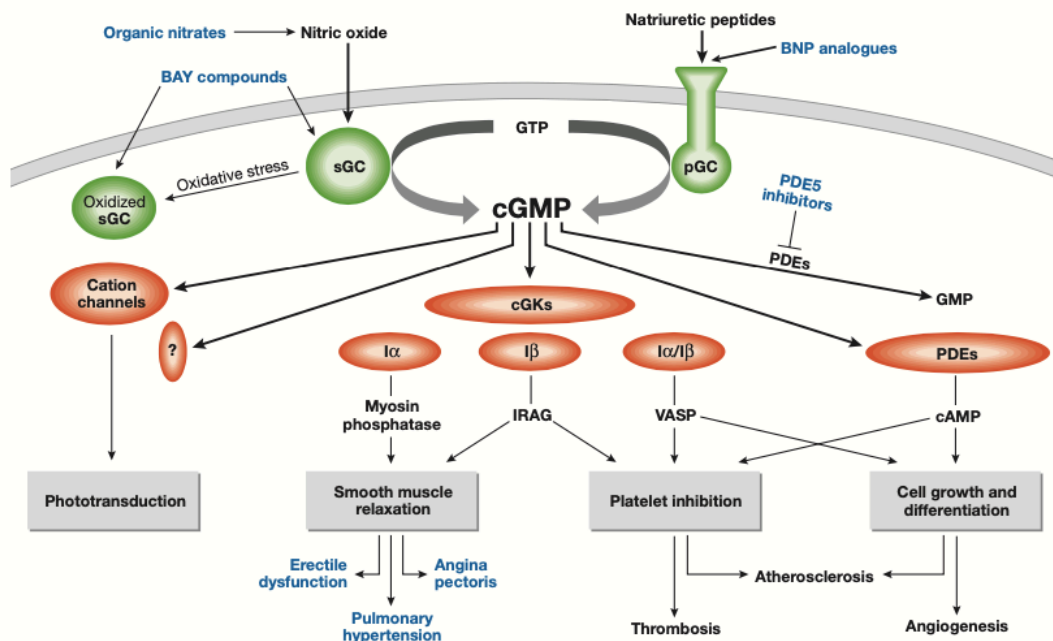 Natriuretic peptides
Organic nitrates
Nitric oxide
BNP analogues
BAY compounds
GTP
sGC
pGC
Oxidative stress
PDE5
inhibitors
Oxidized
sGC
cGMP
PDEs
Cation
channels
GMP
cGKs
?
Iα
Iβ
Iα/Iβ
PDEs
Myosin
phosphatase
IRAG
VASP
cAMP
Phototransduction
Smooth muscle
relaxation
Platelet inhibition
Cell growth and
differentiation
Erectile
dysfunction
Angina
pectoris
Atherosclerosis
Pulmonary
hypertension
Thrombosis
Angiogenesis